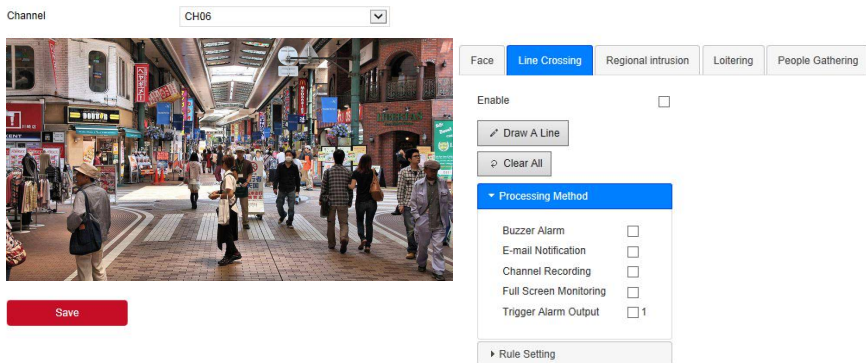 Channel
CH06
Face
Line Crossing
Regional intrusion
Loitering
People Gathering
Enable
Draw A Line
Clear All
Processing Method
Buzzer Alarm
E-mail Notification
Channel Recording
Full Screen Monitoring
Trigger Alarm Output
1
Rule Setting
Save